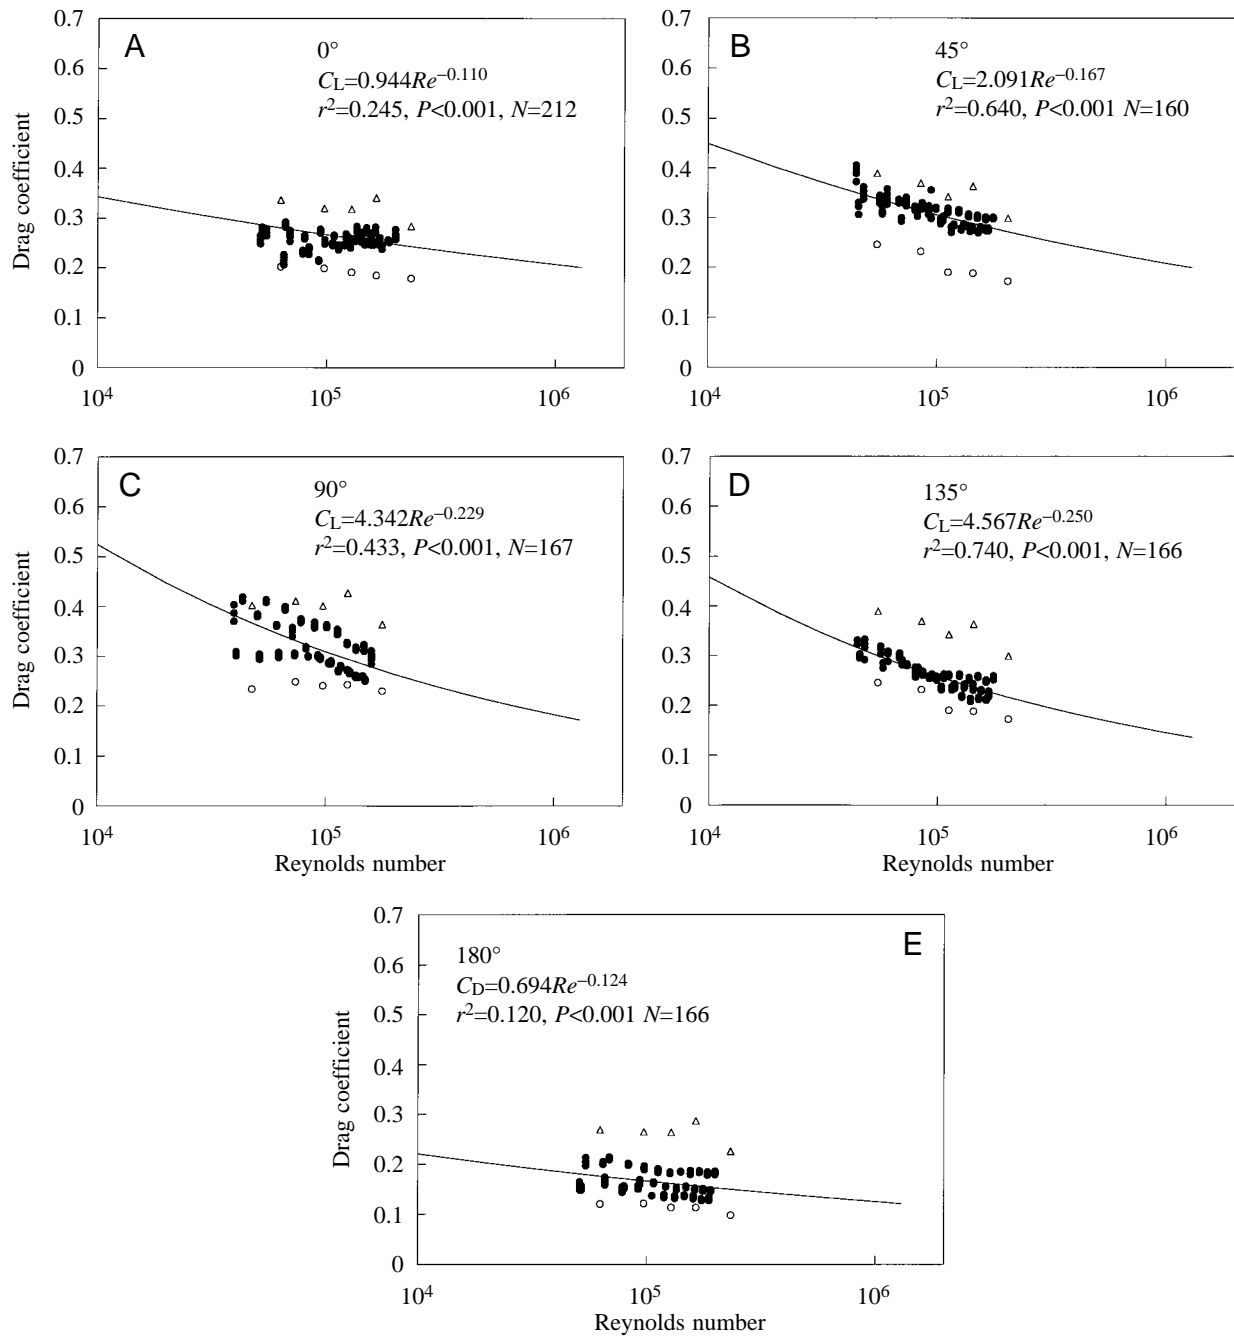 0.7
A
0°
0.6
C_L=0.944Re^−0.110
0.5
r²=0.245, P<0.001, N=212
0.4
0.3
0.2
0.1
0
Drag coefficient
10⁴
10⁵
10⁶
0.7
B
45°
0.6
C_L=2.091Re^−0.167
0.5
r²=0.640, P<0.001 N=160
0.4
0.3
0.2
0.1
0
10⁴
10⁵
10⁶
0.7
C
90°
0.6
C_L=4.342Re^−0.229
0.5
r²=0.433, P<0.001, N=167
0.4
0.3
0.2
0.1
0
Drag coefficient
10⁴
10⁵
10⁶
Reynolds number
0.7
D
135°
0.6
C_L=4.567Re^−0.250
0.5
r²=0.740, P<0.001, N=166
0.4
0.3
0.2
0.1
0
10⁴
10⁵
10⁶
Reynolds number
0.7
E
180°
0.6
C_D=0.694Re^−0.124
0.5
r²=0.120, P<0.001 N=166
0.4
0.3
0.2
0.1
0
Drag coefficient
10⁴
10⁵
10⁶
Reynolds number